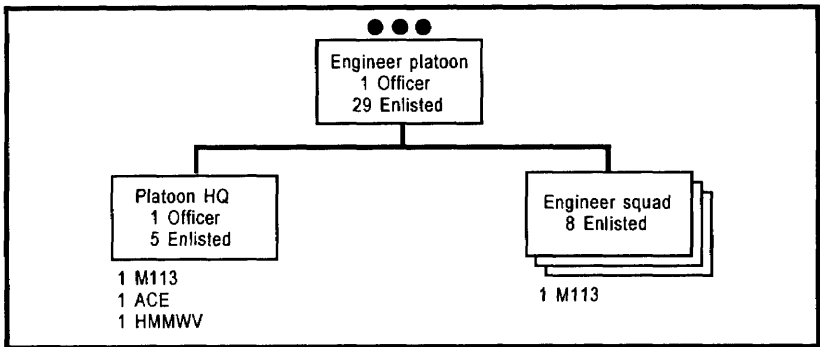 Engineer platoon
1 Officer
29 Enlisted
Platoon HQ
1 Officer
5 Enlisted
1 M113
1 ACE
1 HMMWV
Engineer squad
8 Enlisted
1 M113